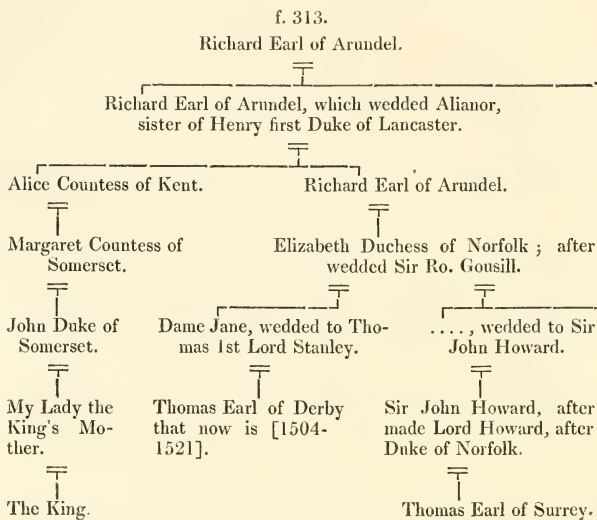 f. 313.
Richard Earl of Arundel.
Richard Earl of Arundel, which wedded Alianor,
sister of Henry first Duke of Lancaster.
Alice Countess of Kent.
Richard Earl of Arundel.
Margaret Countess of
Somerset.
Elizabeth Duchess of Norfolk ; after
wedded Sir Ro. Gousill.
John Duke of
Somerset.
Dame Jane, wedded to Tho-
mas 1st Lord Stanley.
...., wedded to Sir
John Howard.
My Lady the
King's Mo-
ther.
Thomas Earl of Derby
that now is [1504-
1521].
Sir John Howard, after
made Lord Howard, after
Duke of Norfolk.
The King.
Thomas Earl of Surrey.